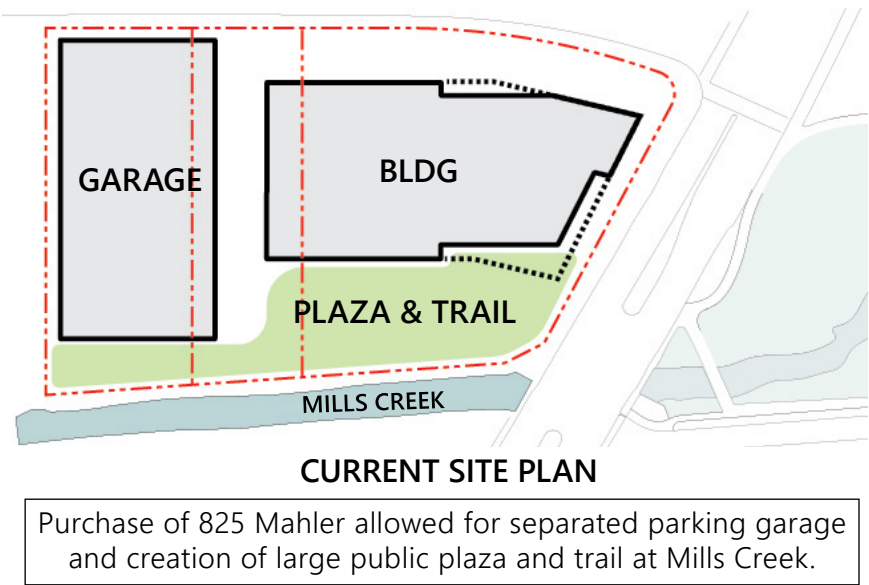 GARAGE
BLDG
PLAZA & TRAIL
MILLS CREEK
CURRENT SITE PLAN
Purchase of 825 Mahler allowed for separated parking garage
and creation of large public plaza and trail at Mills Creek.